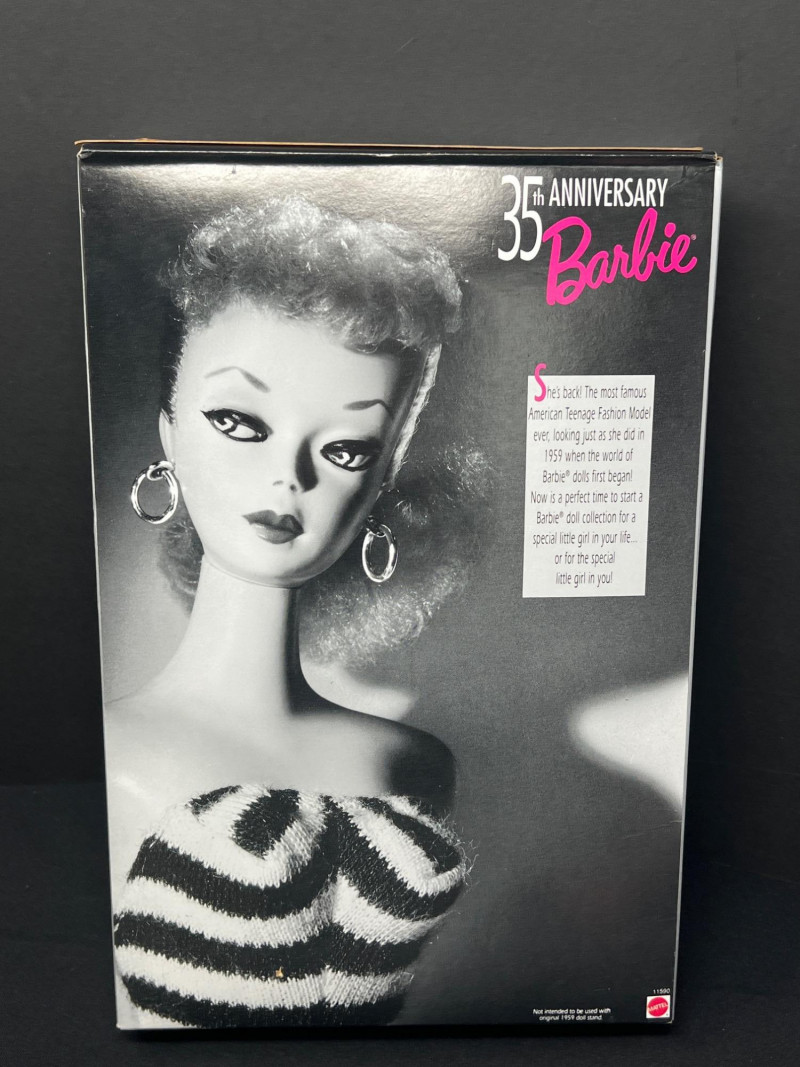 35th ANNIVERSARY
Barbie®
She's back! The most famous
American Teenage Fashion Model
ever, looking just as she did in
1959 when the world of
Barbie® dolls first began!
Now is a perfect time to start a
Barbie® doll collection for a
special little girl in your life...
or for the special
little girl in you!
11590
MATTEL
Not intended to be used with
original 1959 doll stand.